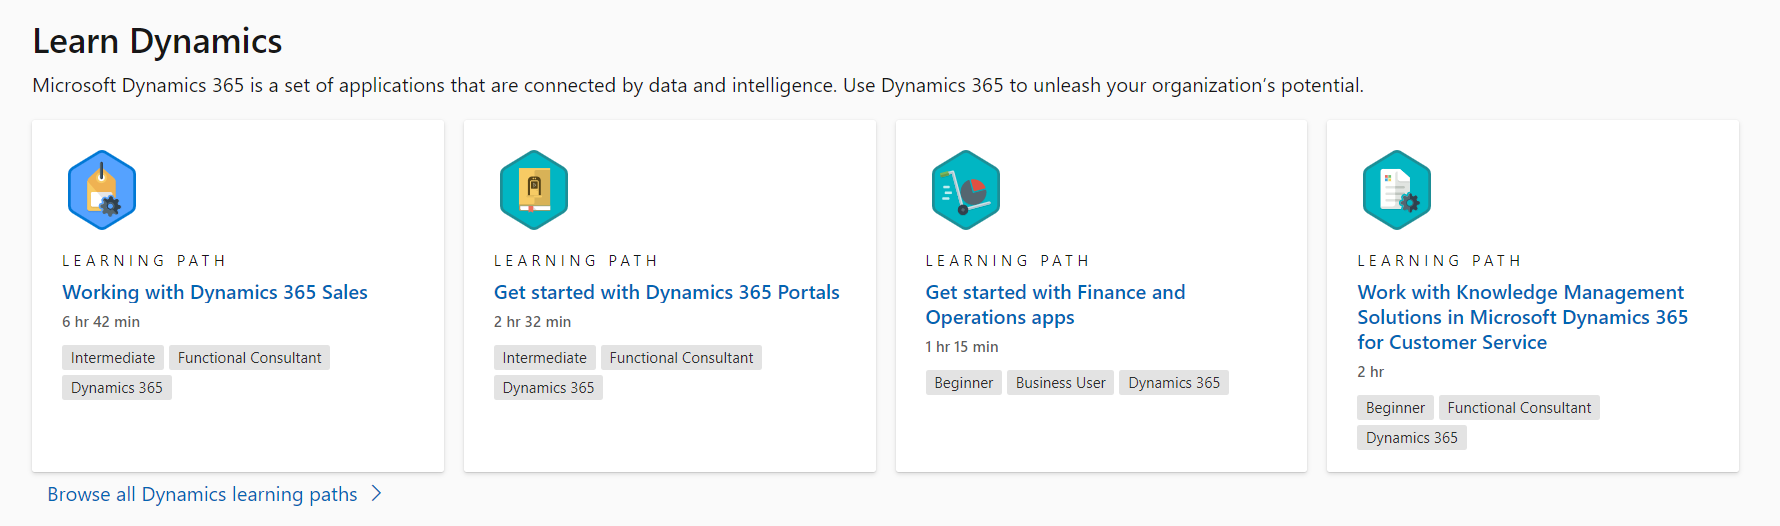 Learn Dynamics
Microsoft Dynamics 365 is a set of applications that are connected by data and intelligence. Use Dynamics 365 to unleash your organization’s potential.
LEARNING PATH
Working with Dynamics 365 Sales
6 hr 42 min
Intermediate Functional Consultant
Dynamics 365
LEARNING PATH
Get started with Dynamics 365 Portals
2 hr 32 min
Intermediate Functional Consultant
Dynamics 365
LEARNING PATH
Get started with Finance and
Operations apps
1 hr 15 min
Beginner Business User Dynamics 365
LEARNING PATH
Work with Knowledge Management
Solutions in Microsoft Dynamics 365
for Customer Service
2 hr
Beginner Functional Consultant
Dynamics 365
Browse all Dynamics learning paths